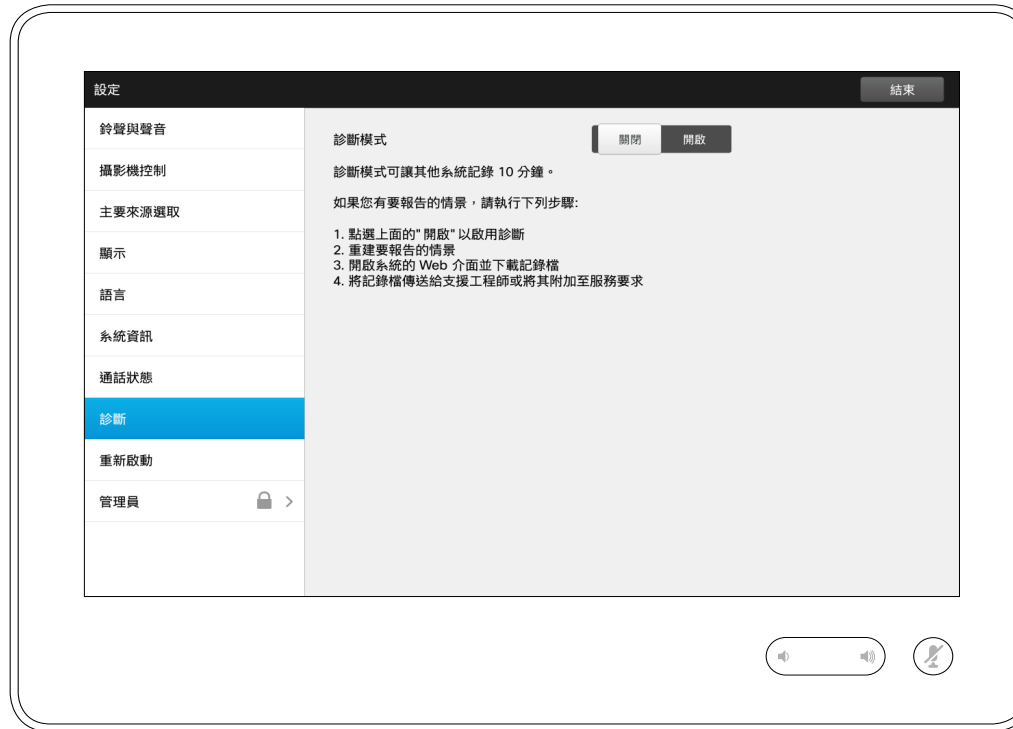 設定
結束
鈴聲與聲音
攝影機控制
主要來源選取
顯示
語言
系統資訊
通話狀態
診斷
重新啟動
管理員
診斷模式
關閉
開啟
診斷模式可讓其他系統記錄 10 分鐘。
如果您有要報告的情景，請執行下列步驟:
1. 點選上面的" 開啟" 以啟用診斷
2. 重建要報告的情景
3. 開啟系統的 Web 介面並下載記錄檔
4. 將記錄檔傳送給支援工程師或將其附加至服務要求